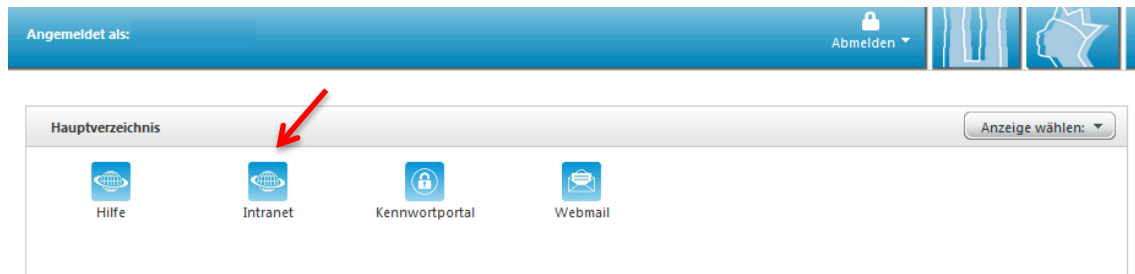 Angemeldet als:
Abmelden
Hauptverzeichnis
Anzeige wählen:
Hilfe
Intranet
Kennwortportal
Webmail